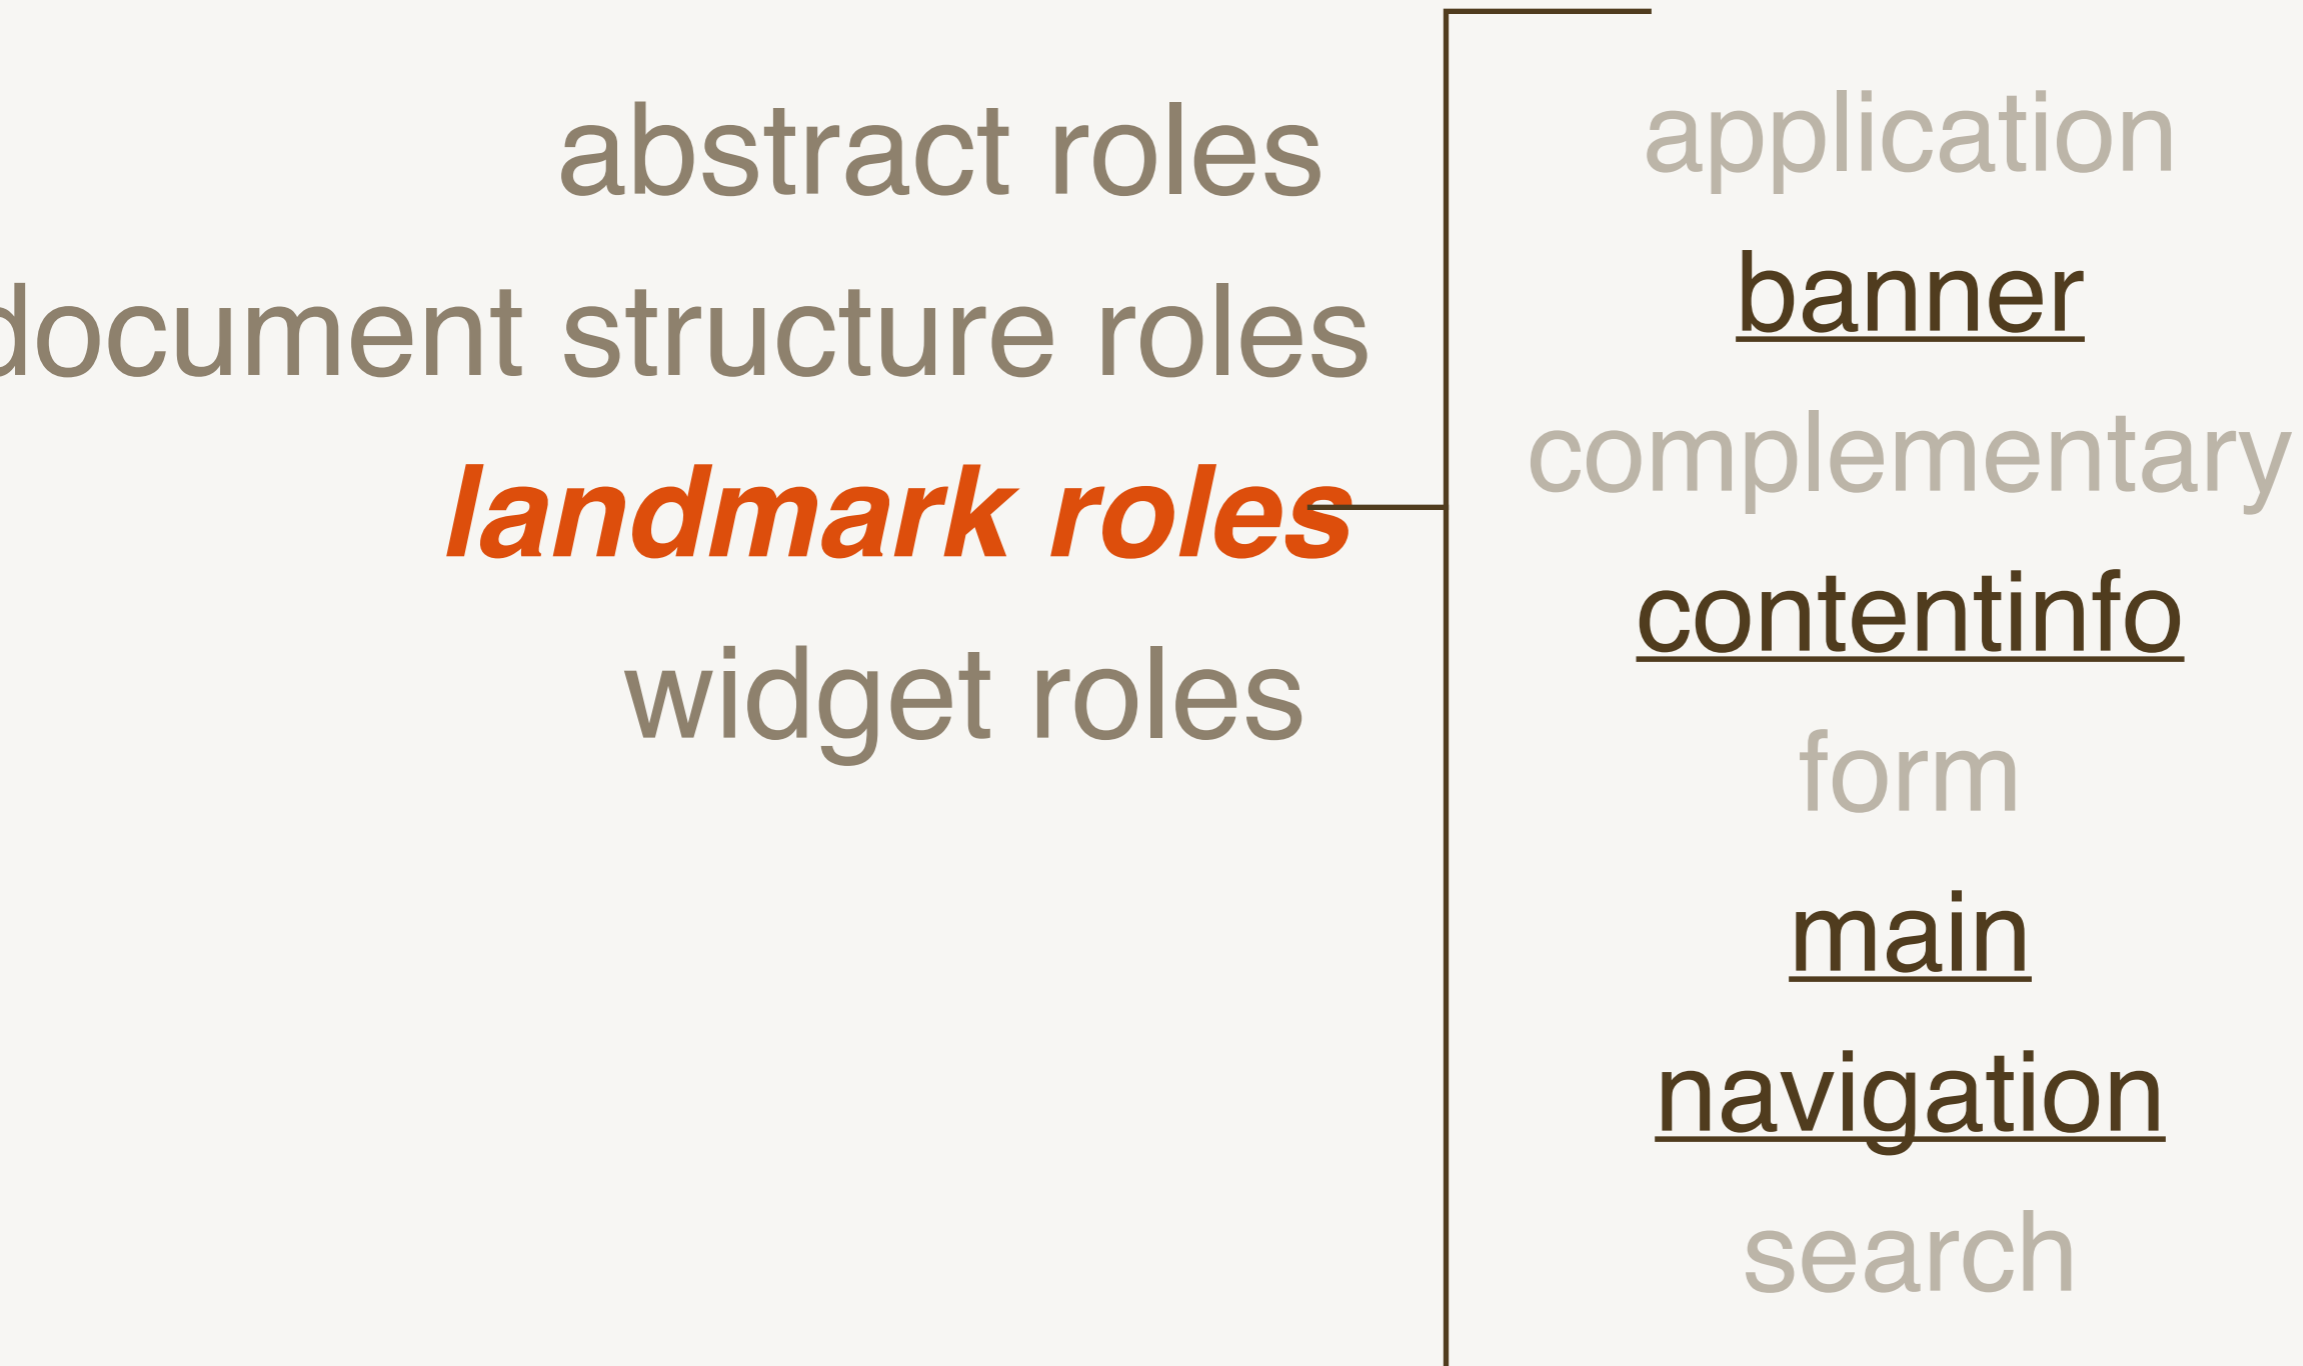 abstract roles
document structure roles
landmark roles
widget roles
application
banner
complementary
contentinfo
form
main
navigation
search